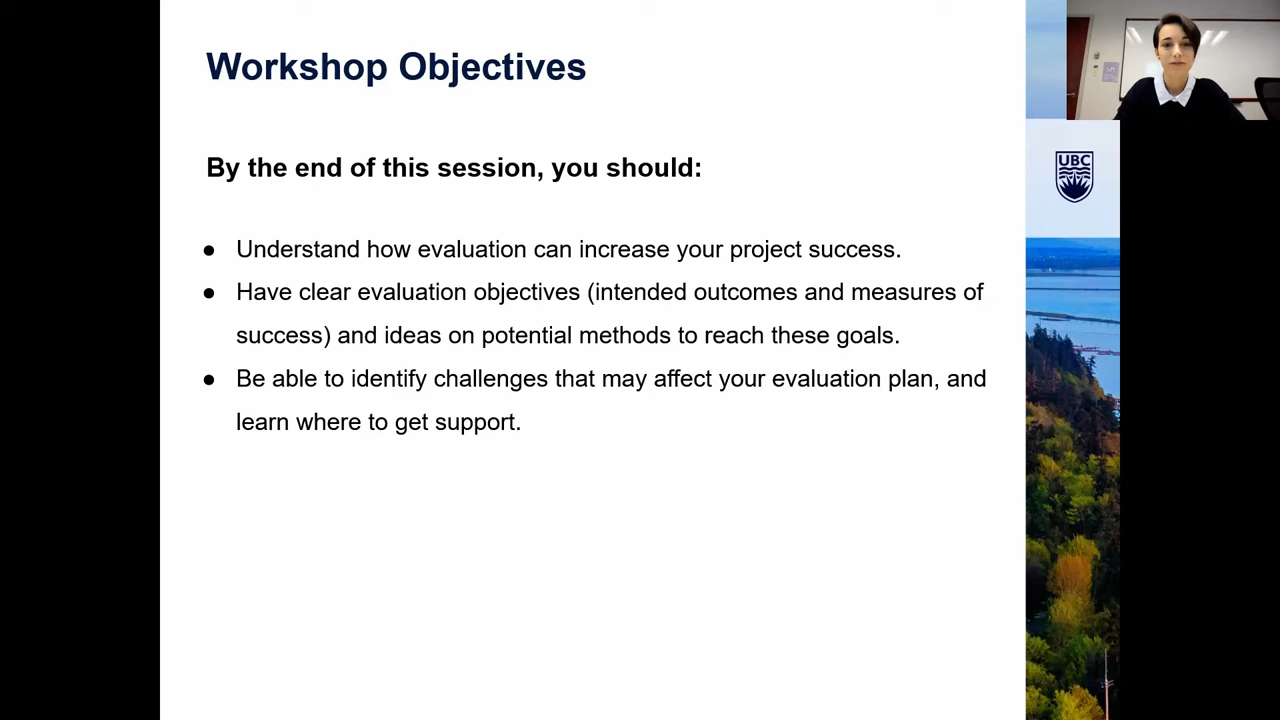 Workshop Objectives
By the end of this session, you should:
● Understand how evaluation can increase your project success.
● Have clear evaluation objectives (intended outcomes and measures of
success) and ideas on potential methods to reach these goals.
● Be able to identify challenges that may affect your evaluation plan, and
learn where to get support.
UBC